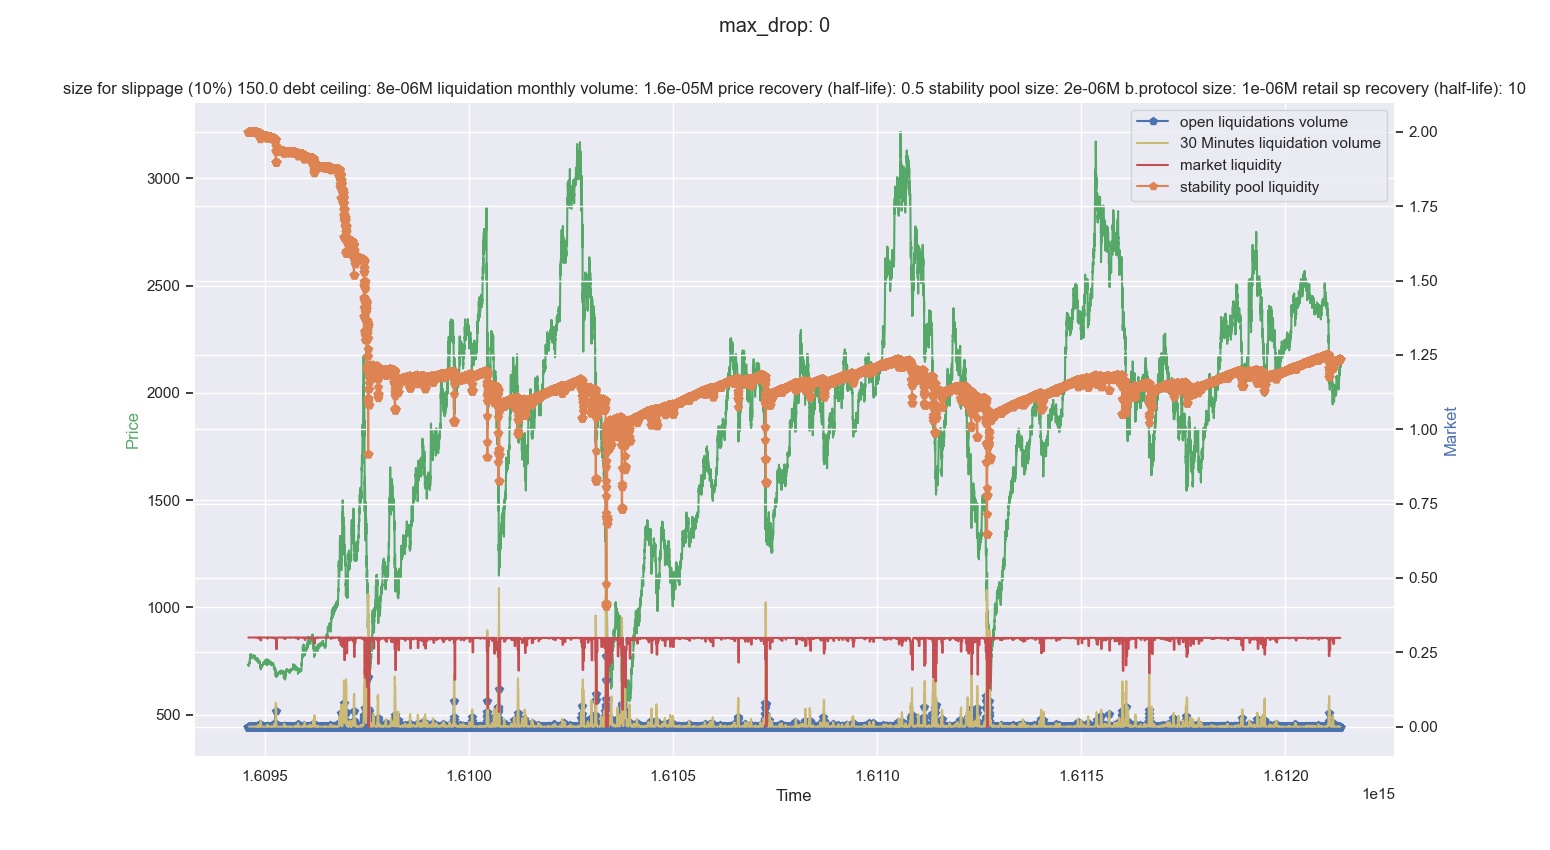 max_drop: 0
size for slippage (10%) 150.0 debt ceiling: 8e-06M liquidation monthly volume: 1.6e-05M price recovery (half-life): 0.5 stability pool size: 2e-06M b.protocol size: 1e-06M retail sp recovery (half-life): 10
open liquidations volume
30 Minutes liquidation volume
market liquidity
stability pool liquidity
3000
2500
2000
1500
1000
500
Price
2.00
1.75
1.50
1.25
1.00
0.75
0.50
0.25
0.00
Market
1.6095
1.6100
1.6105
1.6110
1.6115
1.6120
1e15
Time